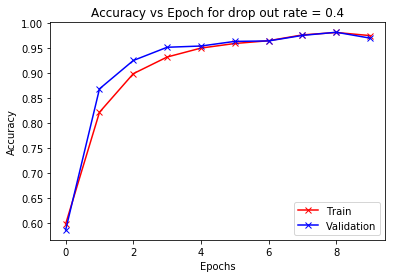 Accuracy vs Epoch for drop out rate = 0.4
Accuracy
1.00
0.95
0.90
0.85
0.80
0.75
0.70
0.65
0.60
Train
Validation
0 2 4 6 8
Epochs